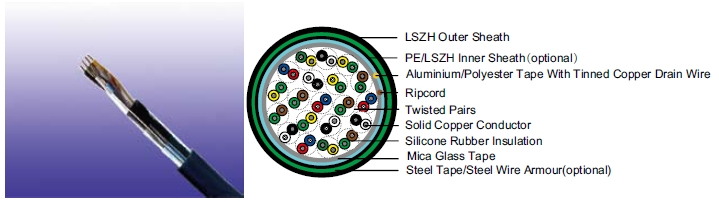 LSZH Outer Sheath
PE/LSZH Inner Sheath（optional）
Aluminium/Polyester Tape With Tinned Copper Drain Wire
Ripcord
Twisted Pairs
Solid Copper Conductor
Silicone Rubber Insulation
Mica Glass Tape
Steel Tape/Steel Wire Armour(optional)